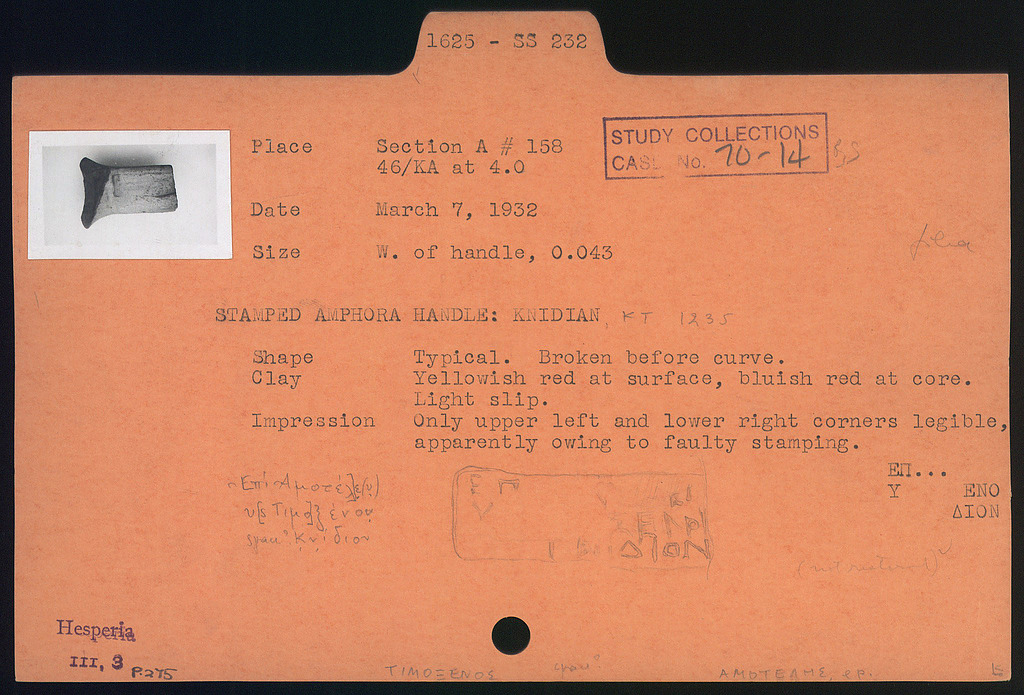 1625 - SS 232
STUDY COLLECTIONS
CASE No. 70-14
Place Section A # 158
46/KA at 4.0
Date March 7, 1932
Size W. of handle, 0.043
STAMPED AMPHORA HANDLE: KNIDIAN, KT 1235
Shape Typical. Broken before curve.
Clay Yellowish red at surface, bluish red at core.
Light slip.
Impression Only upper left and lower right corners legible,
apparently owing to faulty stamping.
ΕΠ...
Υ ΕΝΟ
ΔΙΟΝ
ΔΙΟΝ
Hesperia
III, 3 P.275
ΤΙΜΟΞΕΝΟΣ
ΑΜΟΤΕΛΗΣ, ep.